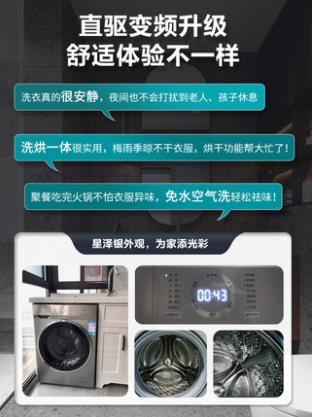 直驱变频升级
舒适体验不一样
洗衣真的很安静，夜间也不会打扰到老人、孩子休息
洗烘一体很实用，梅雨季晾不干衣服，烘干功能帮大忙了！
聚餐吃完火锅不怕衣服异味，免水空气洗轻松祛味！
星泽银外观，为家添光彩
00:43